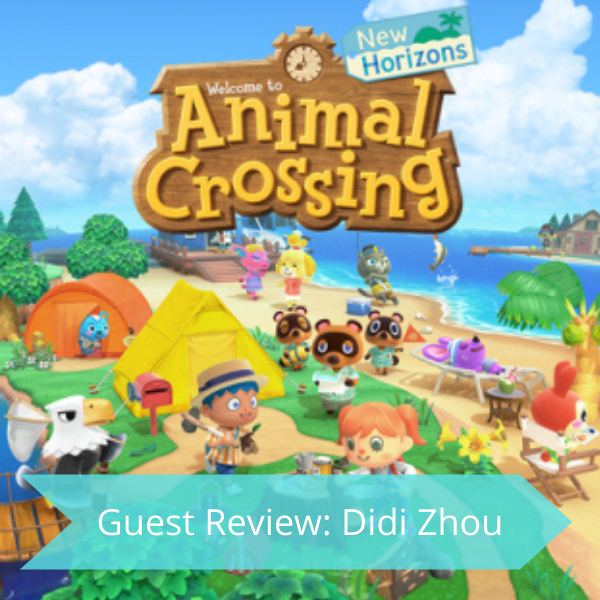 New
Horizons
Welcome to
Animal
Crossing
Guest Review: Didi Zhou